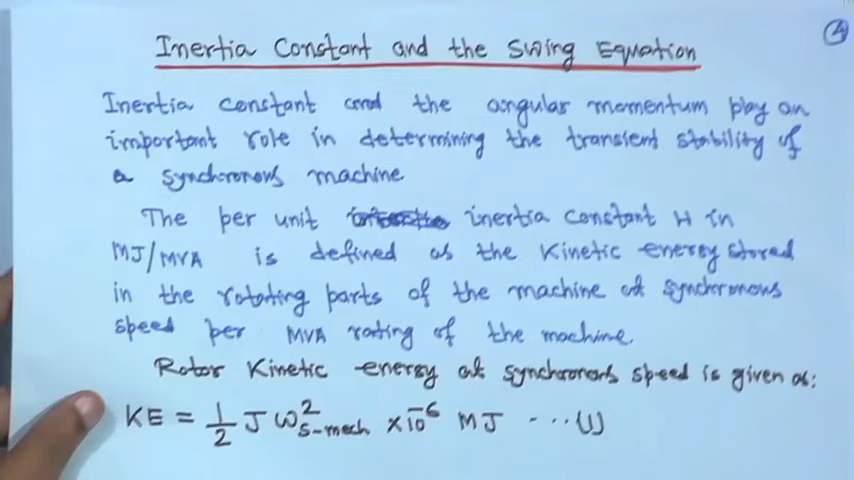 4
Inertia Constant and the Swing Equation
Inertia constant and the angular momentum play an
important role in determining the transient stability of
a synchronous machine.
The per unit inertia constant H in
MJ/MVA is defined as the kinetic energy stored
in the rotating parts of the machine at synchronous
speed per MVA rating of the machine.
Rotor Kinetic energy at synchronous speed is given as:
KE = 1/2 J ω²s-mech × 10⁻⁶ MJ ----(1)